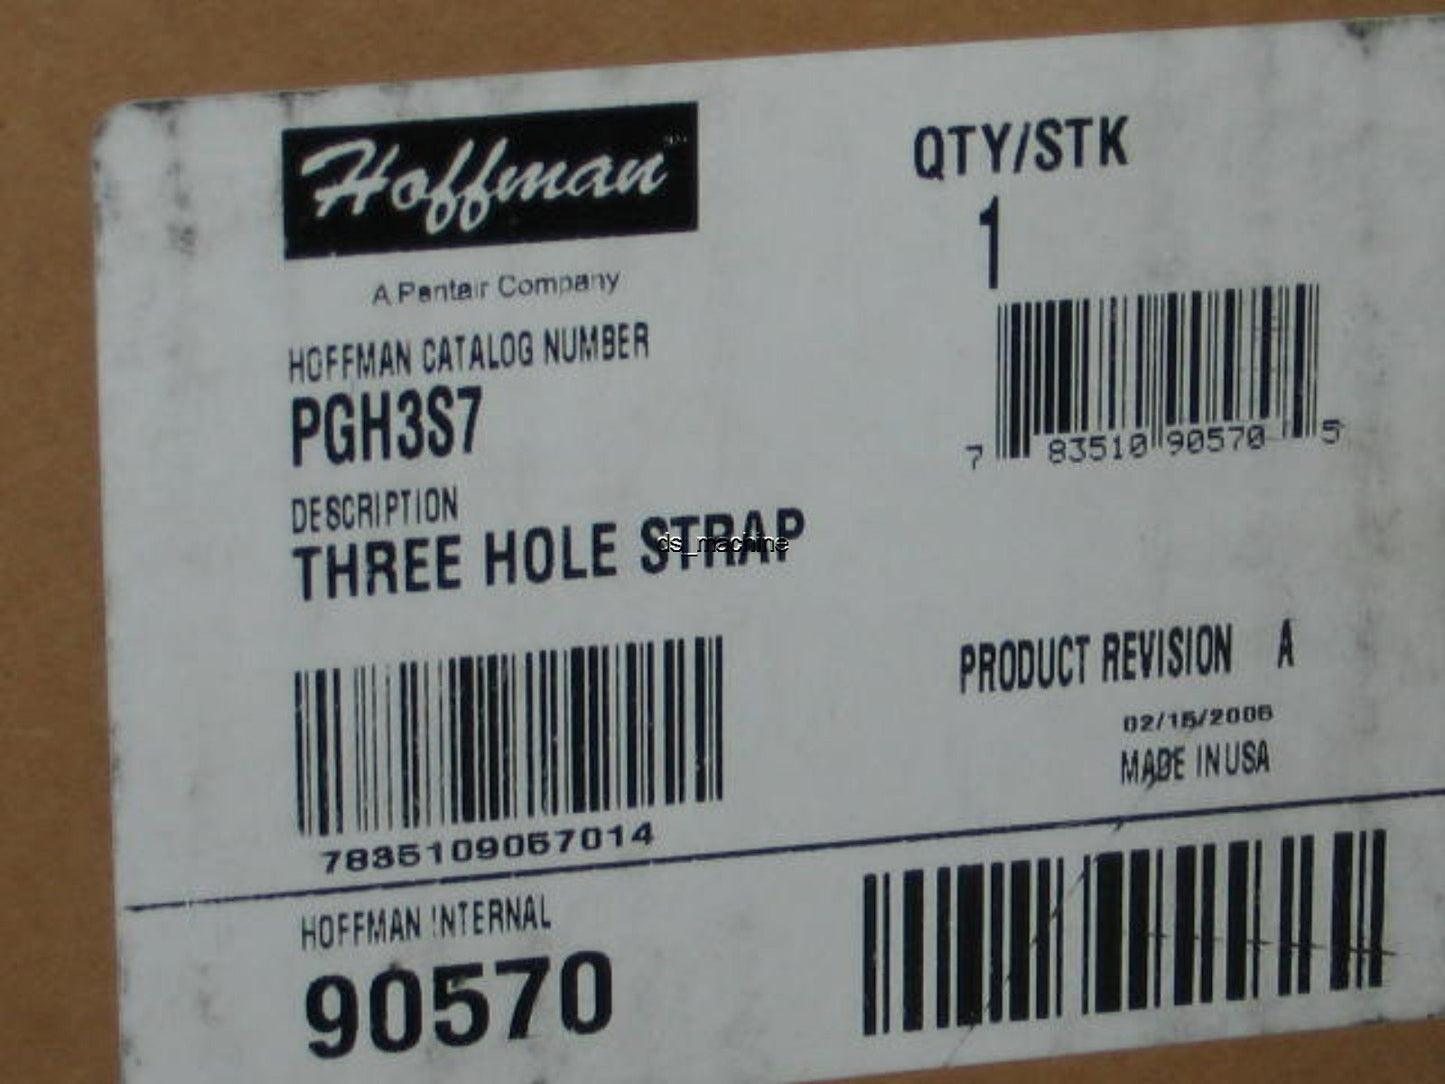 Hoffman
A Pentair Company
HOFFMAN CATALOG NUMBER
PGH3S7
DESCRIPTION
THREE HOLE STRAP
ds_machine
7835109057014
QTY/STK
1
7 83510 90570 5
PRODUCT REVISION A
02/15/2006
MADE IN USA
HOFFMAN INTERNAL
90570